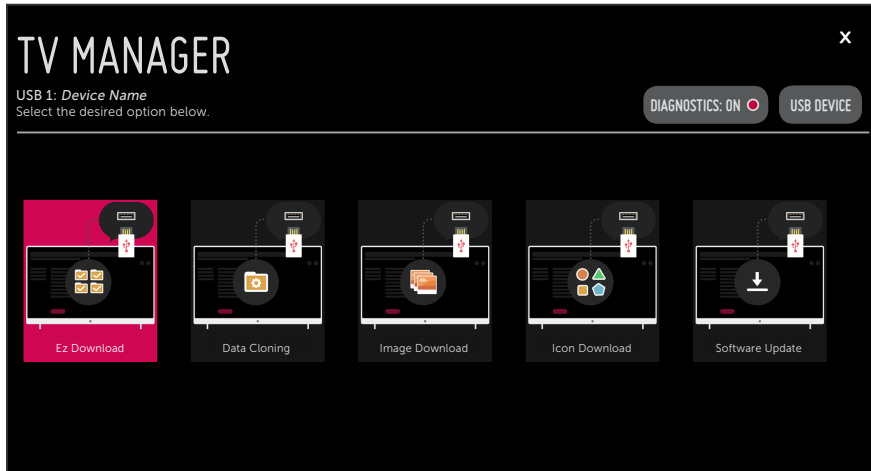 TV MANAGER
X
USB 1: Device Name
Select the desired option below.
DIAGNOSTICS: ON
USB DEVICE
Ez Download
Data Cloning
Image Download
Icon Download
Software Update